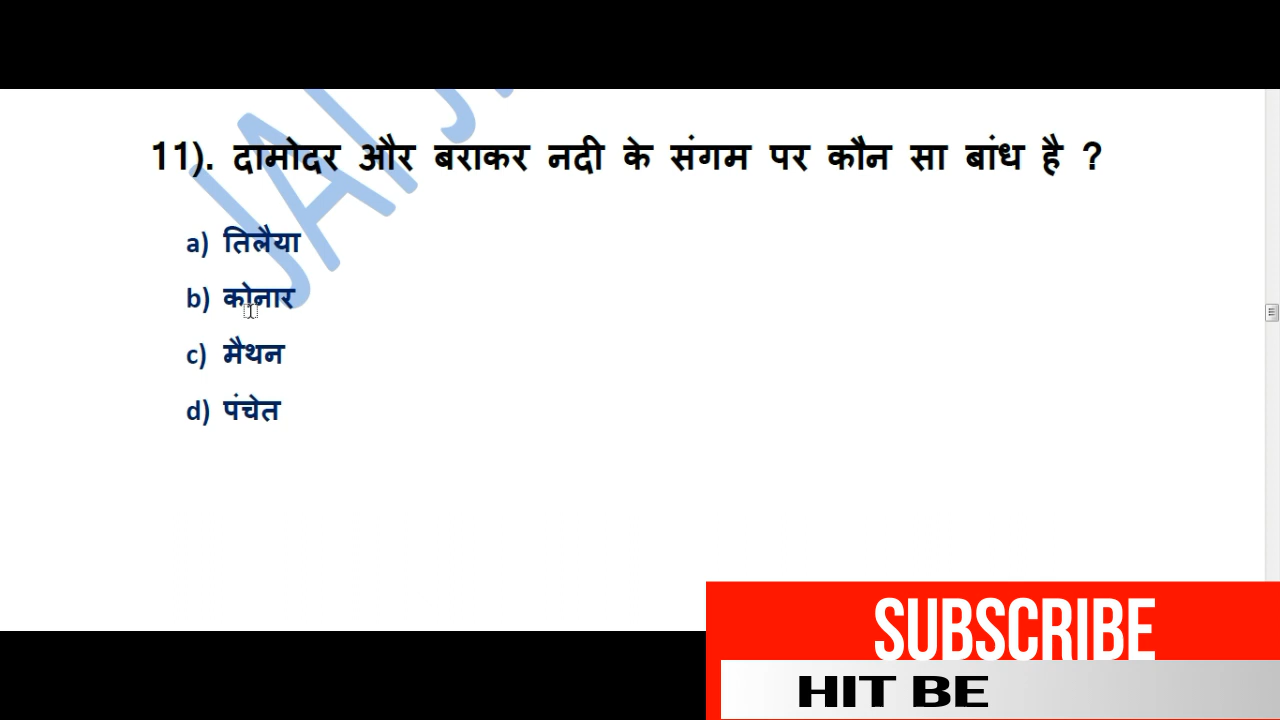 11). दामोदर और बराकर नदी के संगम पर कौन सा बांध है ?
a) तिलैया
b) कोनार
c) मैथन
d) पंचेत
SUBSCRIBE
HIT BE